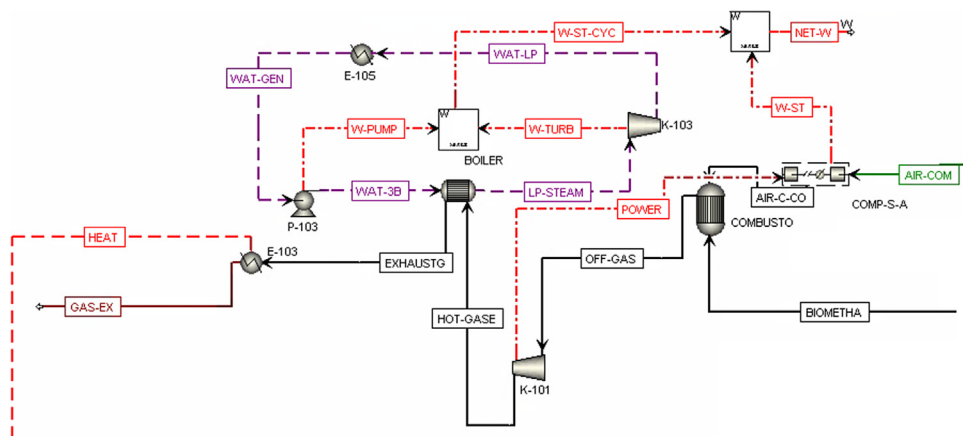 W
W-ST-CYC
NET-W
W
WAT-LP
E-105
WAT-GEN
W-ST
W
W-PUMP
W-TURB
K-103
BOILER
AIR-COM
WAT-3B
LP-STEAM
AIR-C-CO
COMP-S-A
POWER
P-103
COMBUSTO
HEAT
E-103
EXHAUSTG
OFF-GAS
GAS-EX
HOT-GASE
BIOMETHA
K-101